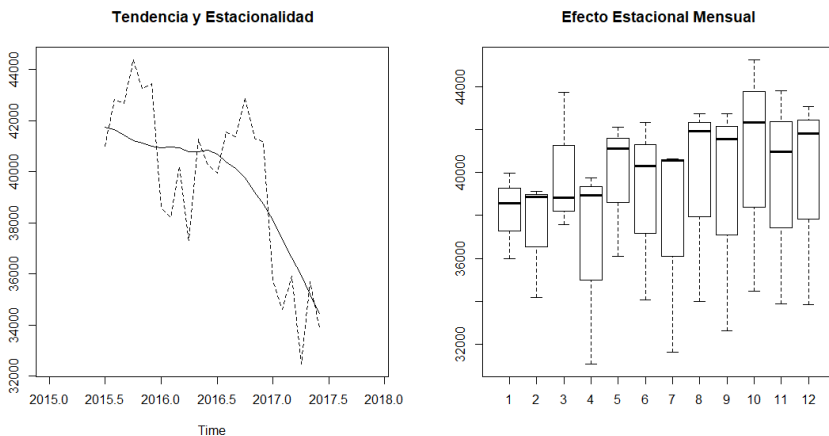 Tendencia y Estacionalidad
44000
42000
40000
38000
36000
34000
32000
2015.0 2015.5 2016.0 2016.5 2017.0 2017.5 2018.0
Time
Efecto Estacional Mensual
44000
40000
36000
32000
1 2 3 4 5 6 7 8 9 10 11 12